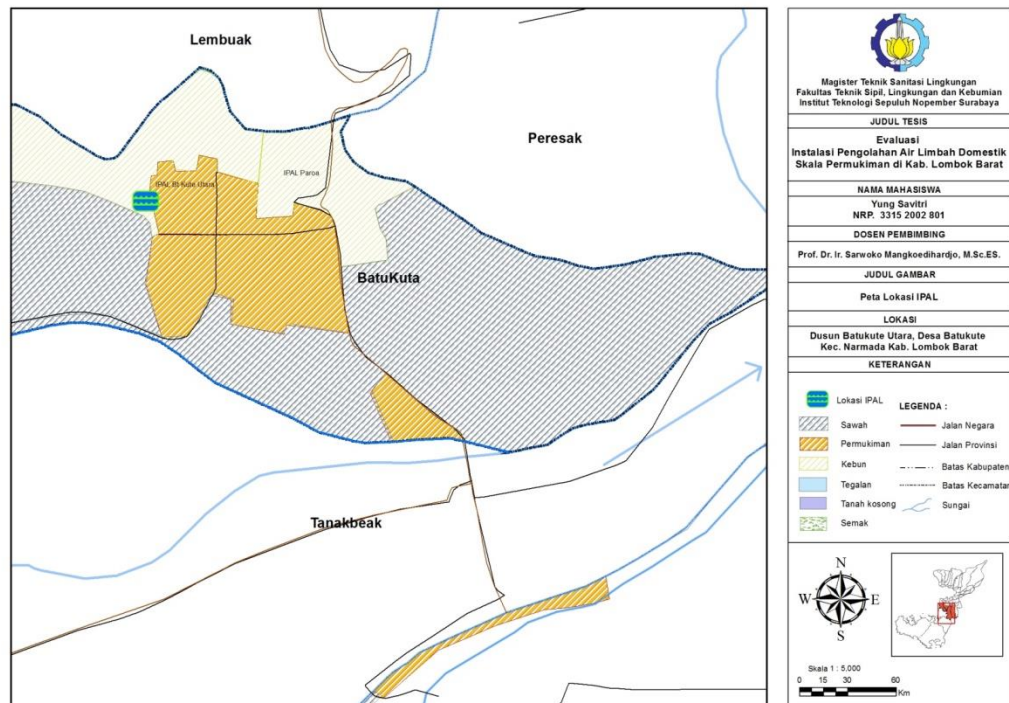 Lembuak
Peresak
IPAL Bt Kute Utara
IPAL Paroa
BatuKuta
Tanakbeak
Magister Teknik Sanitasi Lingkungan
Fakultas Teknik Sipil, Lingkungan dan Kebumian
Institut Teknologi Sepuluh Nopember Surabaya
JUDUL TESIS
Evaluasi
Instalasi Pengolahan Air Limbah Domestik
Skala Permukiman di Kab. Lombok Barat
NAMA MAHASISWA
Yung Savitri
NRP. 3315 2002 801
DOSEN PEMBIMBING
Prof. Dr. Ir. Sarwoko Mangkoedihardjo, M.Sc.ES.
JUDUL GAMBAR
Peta Lokasi IPAL
LOKASI
Dusun Batukute Utara, Desa Batukute
Kec. Narmada Kab. Lombok Barat
KETERANGAN
Lokasi IPAL
Sawah
Permukiman
Kebun
Tegalan
Tanah kosong
Semak
LEGENDA :
Jalan Negara
Jalan Provinsi
Batas Kabupaten
Batas Kecamatan
Sungai
N
W E
S
Skala 1 : 5.000
0 15 30 60
Km